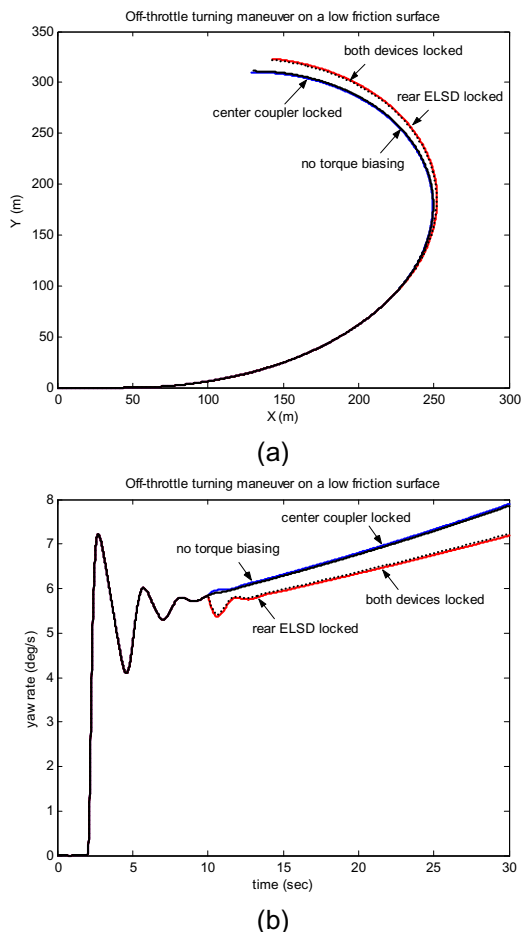 Off-throttle turning maneuver on a low friction surface
350
300
250
200
150
100
50
0
Y (m)
both devices locked
center coupler locked
rear ELSD locked
no torque biasing
0 50 100 150 200 250 300
X (m)
(a)
Off-throttle turning maneuver on a low friction surface
8
7
6
5
4
3
2
1
0
yaw rate (deg/s)
center coupler locked
no torque biasing
both devices locked
rear ELSD locked
0 5 10 15 20 25 30
time (sec)
(b)